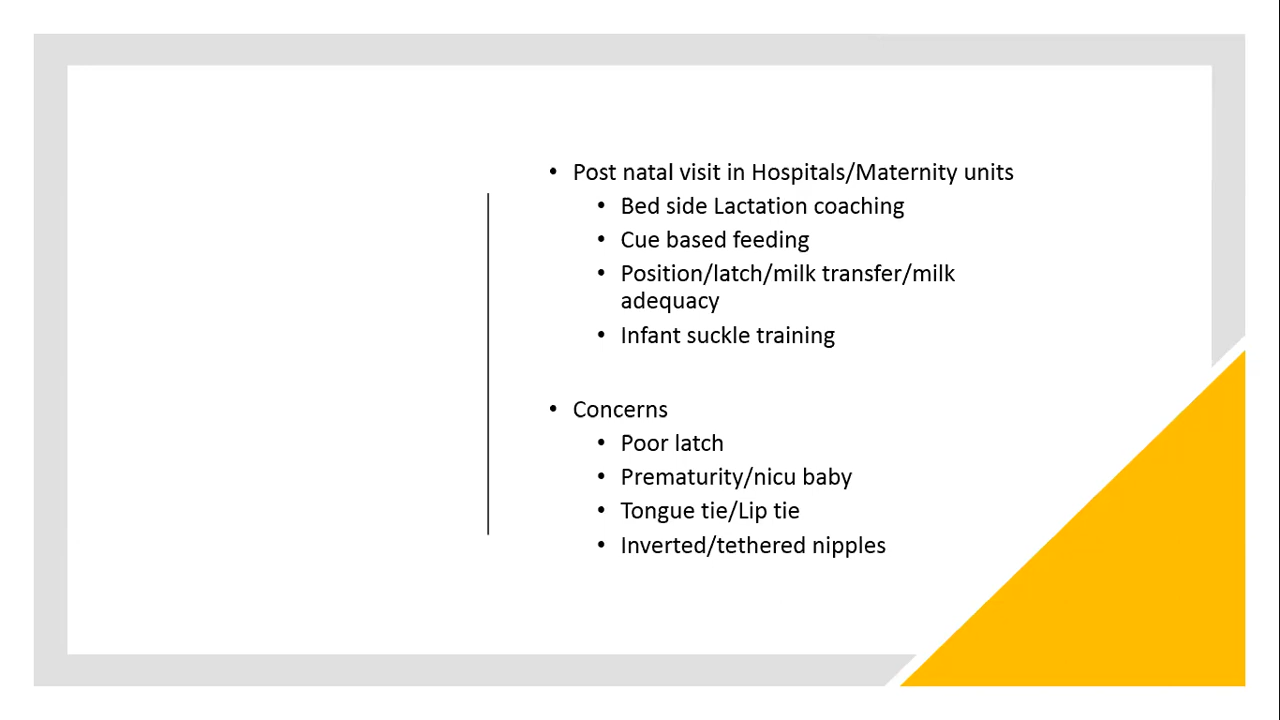 • Post natal visit in Hospitals/Maternity units
• Bed side Lactation coaching
• Cue based feeding
• Position/latch/milk transfer/milk
adequacy
• Infant suckle training
• Concerns
• Poor latch
• Prematurity/nicu baby
• Tongue tie/Lip tie
• Inverted/tethered nipples